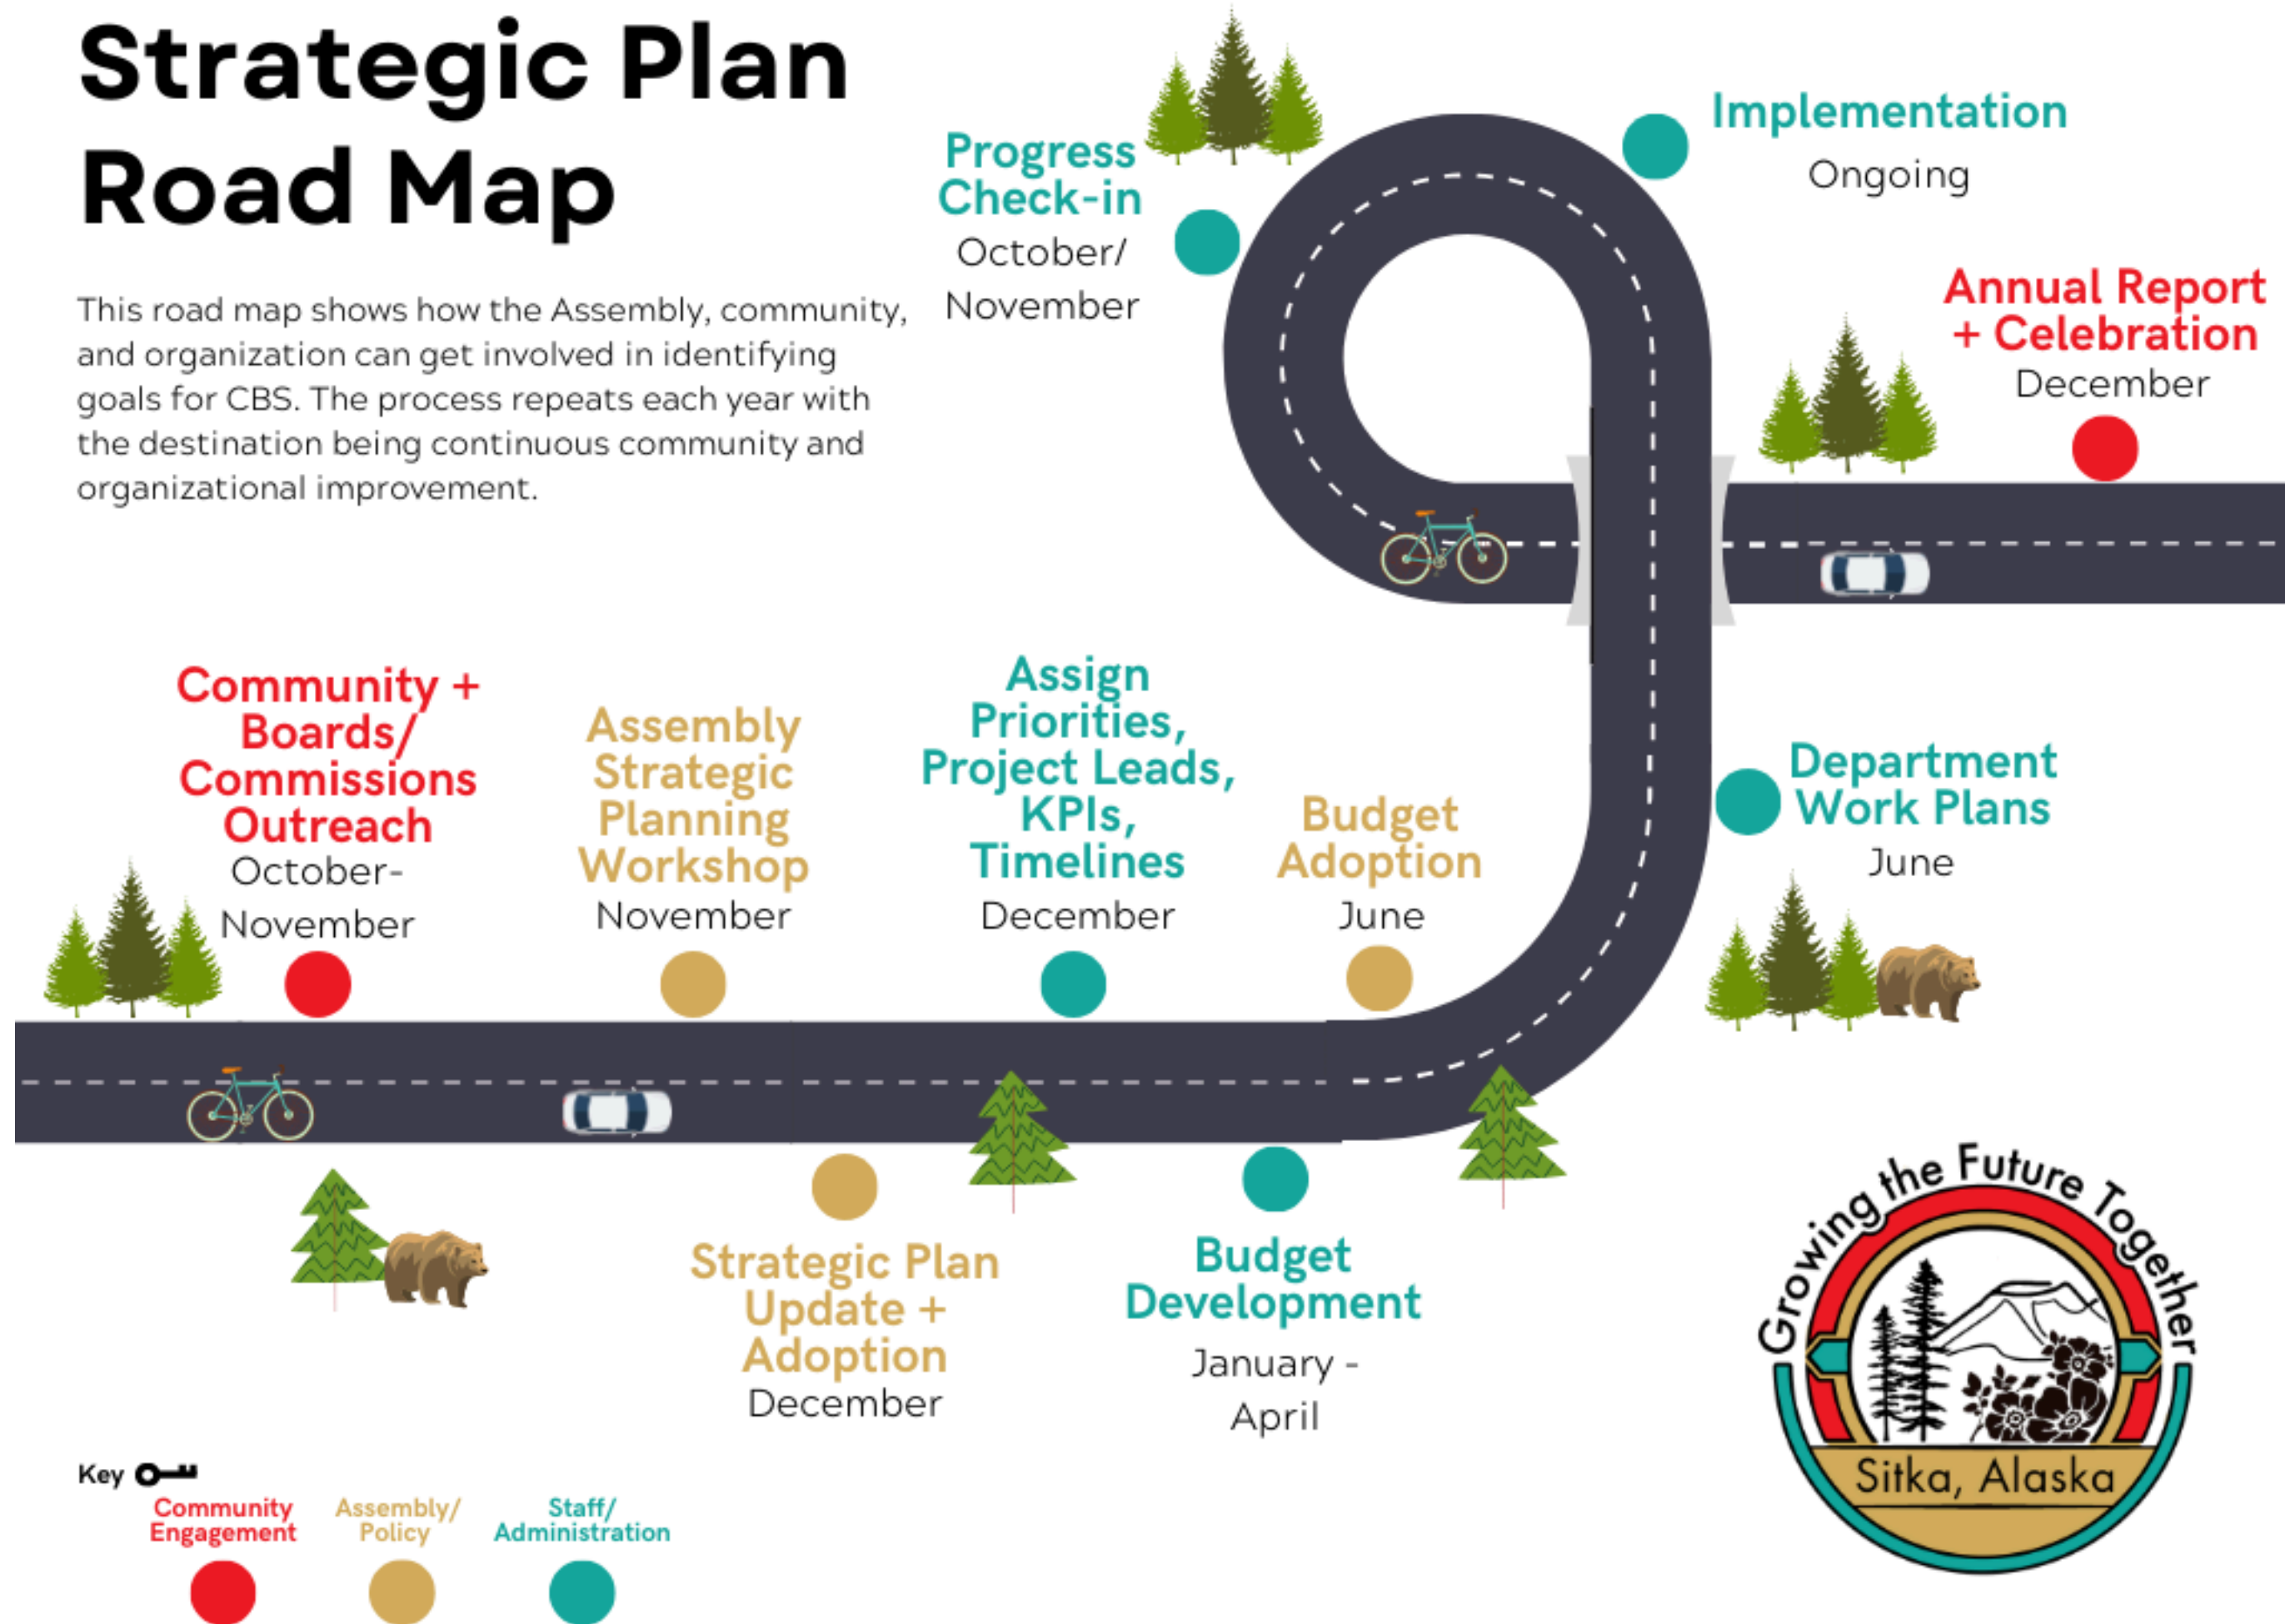 Strategic Plan
Road Map
This road map shows how the Assembly, community,
and organization can get involved in identifying
goals for CBS. The process repeats each year with
the destination being continuous community and
organizational improvement.
Progress
Check-in
October/
November
Implementation
Ongoing
Annual Report
+ Celebration
December
Community +
Boards/
Commissions
Outreach
October-
November
Assembly
Strategic
Planning
Workshop
November
Assign
Priorities,
Project Leads,
KPIs,
Timelines
December
Budget
Adoption
June
Department
Work Plans
June
Strategic Plan
Update +
Adoption
December
Budget
Development
January -
April
Growing the Future Together
Sitka, Alaska
Key
Community
Engagement
Assembly/
Policy
Staff/
Administration